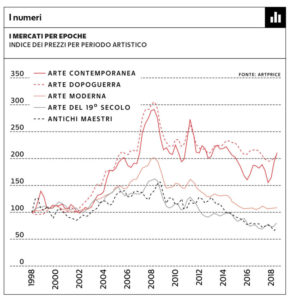 I numeri
I MERCATI PER EPOCHE
INDICE DEI PREZZI PER PERIODO ARTISTICO
350
300
250
200
150
100
50
0
ARTE CONTEMPORANEA
ARTE DOPOGUERRA
ARTE MODERNA
ARTE DEL 19º SECOLO
ANTICHI MAESTRI
FONTE: ARTPRICE
1998
2000
2002
2004
2006
2008
2010
2012
2014
2016
2018